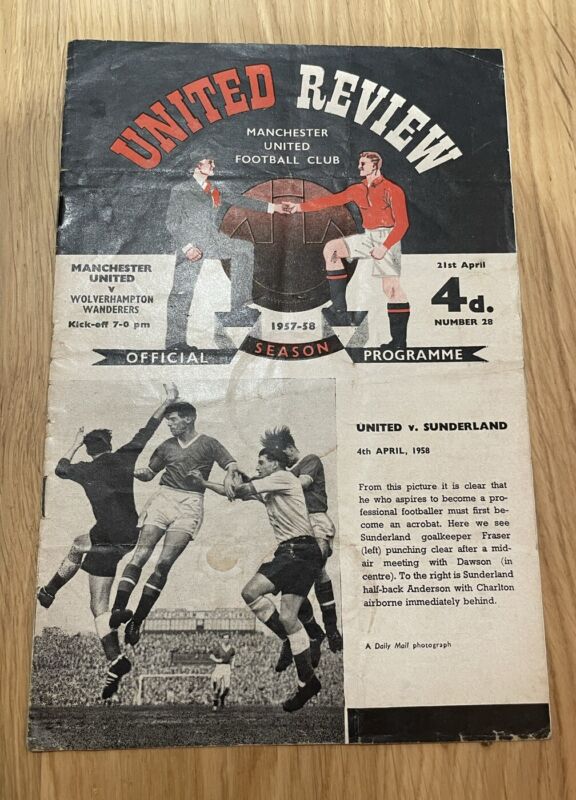 UNITED REVIEW
MANCHESTER
UNITED
FOOTBALL CLUB
MANCHESTER
UNITED
v
WOLVERHAMPTON
WANDERERS
Kick-off 7-0 pm
21st April
4d.
NUMBER 28
1957-58
OFFICIAL SEASON PROGRAMME
UNITED v. SUNDERLAND
4th APRIL, 1958
From this picture it is clear that
he who aspires to become a pro-
fessional footballer must first be-
come an acrobat. Here we see
Sunderland goalkeeper Fraser
(left) punching clear after a mid-
air meeting with Dawson (in
centre). To the right is Sunderland
half-back Anderson with Charlton
airborne immediately behind.
A Daily Mail photograph